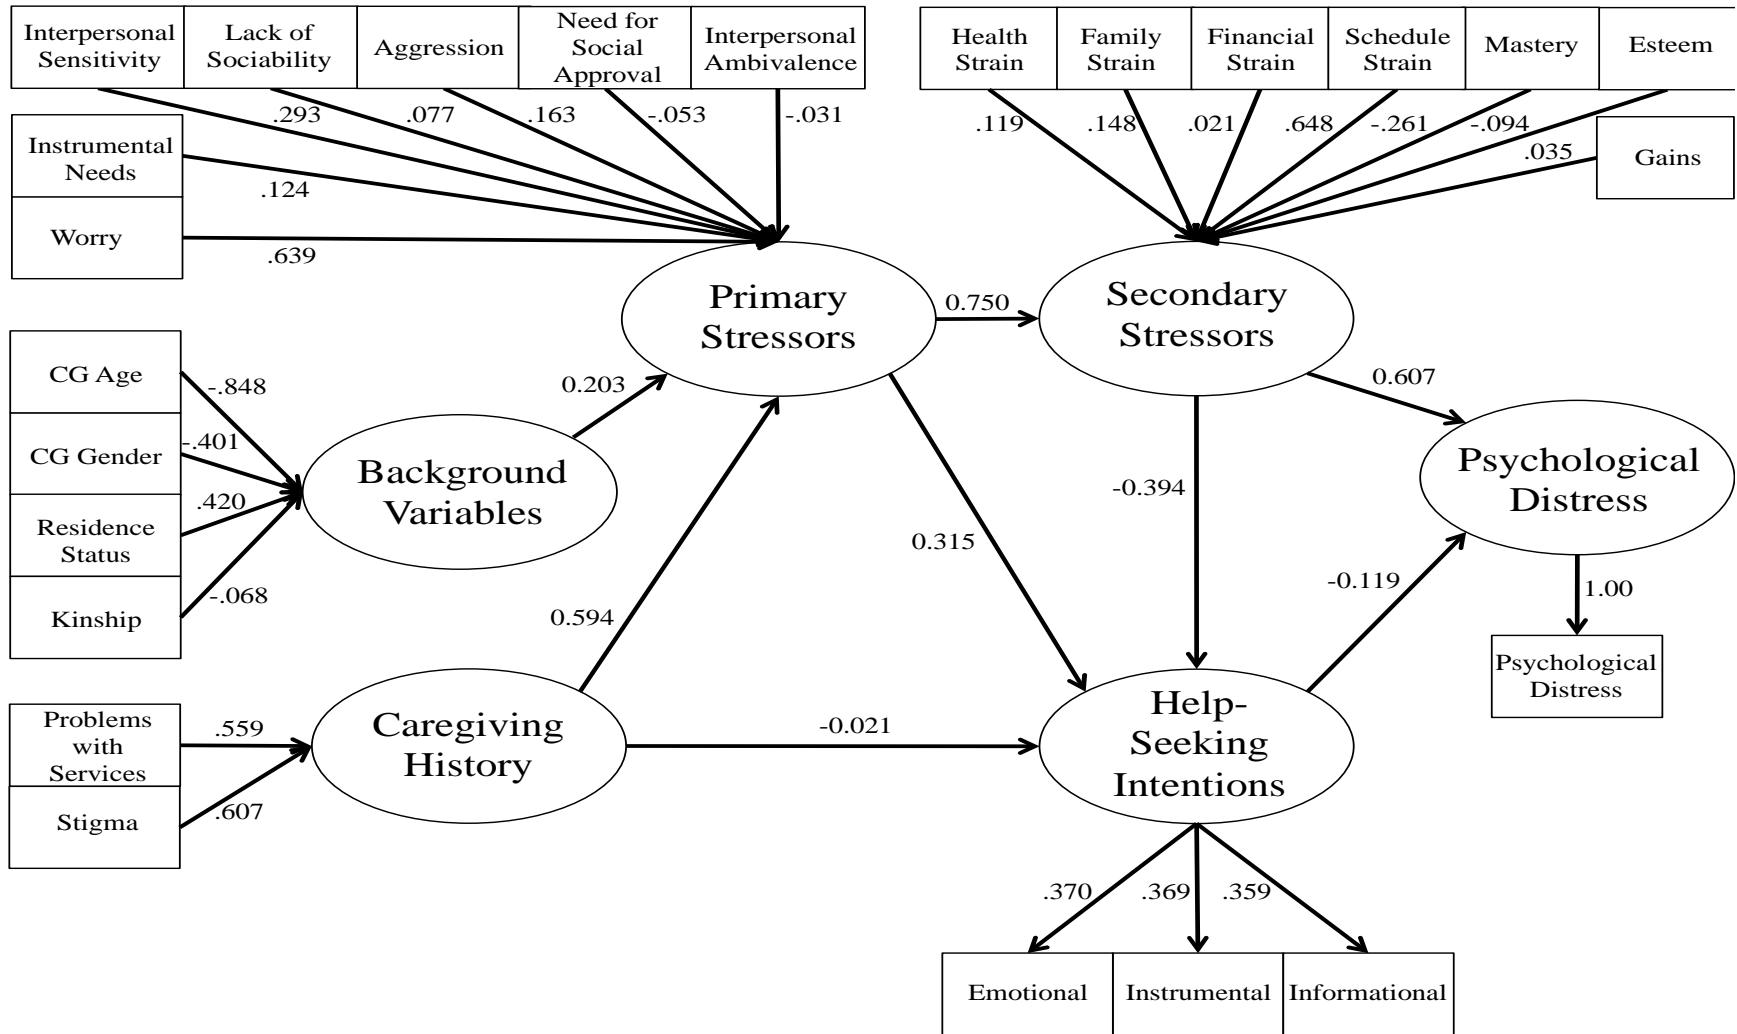 Interpersonal
Sensitivity
Lack of
Sociability
Aggression
Need for
Social
Approval
Interpersonal
Ambivalence
Health
Strain
Family
Strain
Financial
Strain
Schedule
Strain
Mastery
Esteem
.293
.077
.163
-.053
-.031
.119
.148
.021
.648
-.261
-.094
.035
Gains
Instrumental
Needs
.124
Worry
.639
Primary
Stressors
0.750
Secondary
Stressors
CG Age
-.848
0.203
0.607
CG Gender
-.401
Background
Variables
Psychological
Distress
.420
Residence
Status
-0.394
0.315
-.068
Kinship
0.594
-0.119
1.00
Psychological
Distress
Problems
with
Services
.559
Caregiving
History
-0.021
Help-
Seeking
Intentions
Stigma
.607
.370
.369
.359
Emotional
Instrumental
Informational